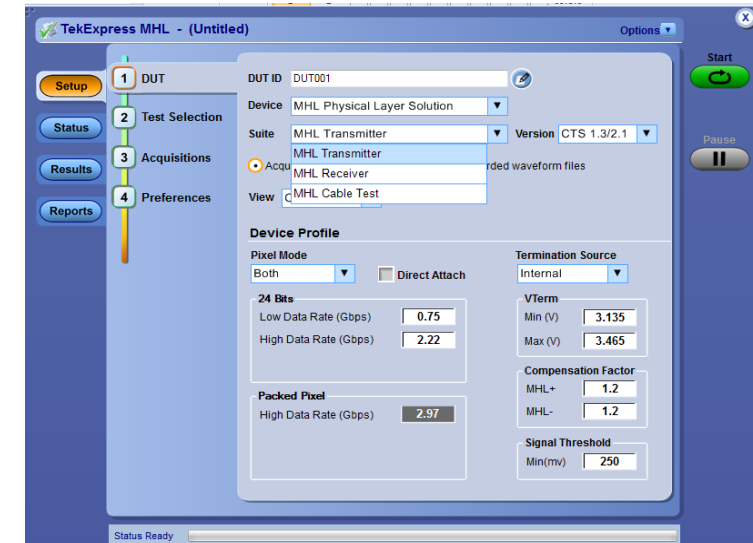 TekExpress MHL - (Untitled)
Options
Start
Pause
Setup
Status
Results
Reports
1 DUT
2 Test Selection
3 Acquisitions
4 Preferences
DUT ID DUT001
Device MHL Physical Layer Solution
Suite MHL Transmitter Version CTS 1.3/2.1
MHL Transmitter
MHL Receiver
MHL Cable Test
waveform files
View
Device Profile
Pixel Mode
Both
Direct Attach
Termination Source
Internal
24 Bits
Low Data Rate (Gbps) 0.75
High Data Rate (Gbps) 2.22
Packed Pixel
High Data Rate (Gbps) 2.97
VTerm
Min (V) 3.135
Max (V) 3.465
Compensation Factor
MHL+ 1.2
MHL- 1.2
Signal Threshold
Min(mv) 250
Status Ready